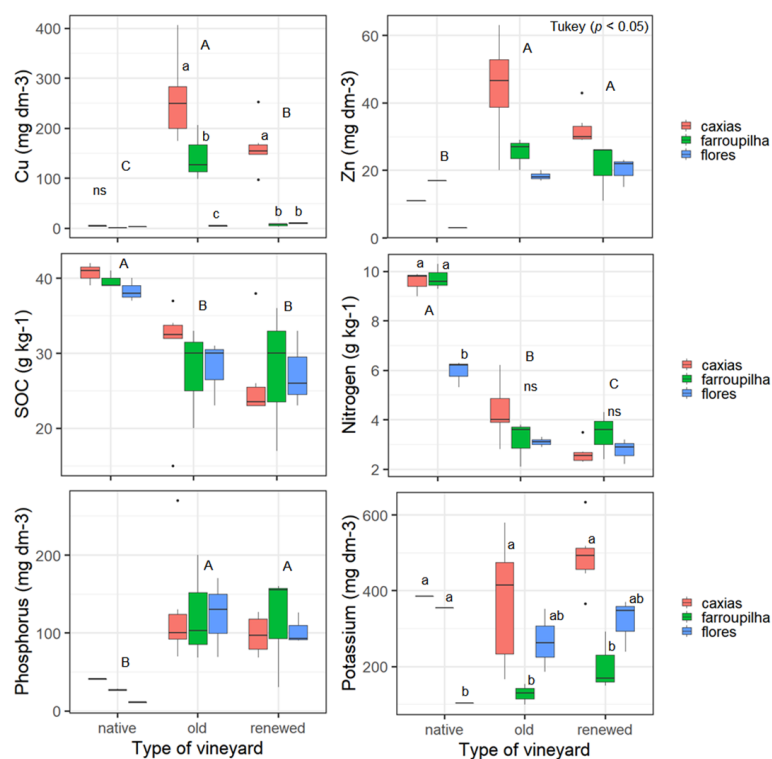 Cu (mg dm-3)
400
300
200
100
0
ns
C
A
a
b
c
B
a
b
b
Zn (mg dm-3)
60
40
20
0
Tukey (p < 0.05)
B
A
A
caxias
farroupilha
flores
SOC (g kg-1)
40
30
20
A
B
B
Nitrogen (g kg-1)
10
8
6
4
2
a
a
A
b
B
ns
C
ns
caxias
farroupilha
flores
Phosphorus (mg dm-3)
200
100
0
B
A
A
native
old
renewed
Type of vineyard
Potassium (mg dm-3)
600
400
200
a
a
b
a
b
ab
a
b
ab
native
old
renewed
Type of vineyard
caxias
farroupilha
flores